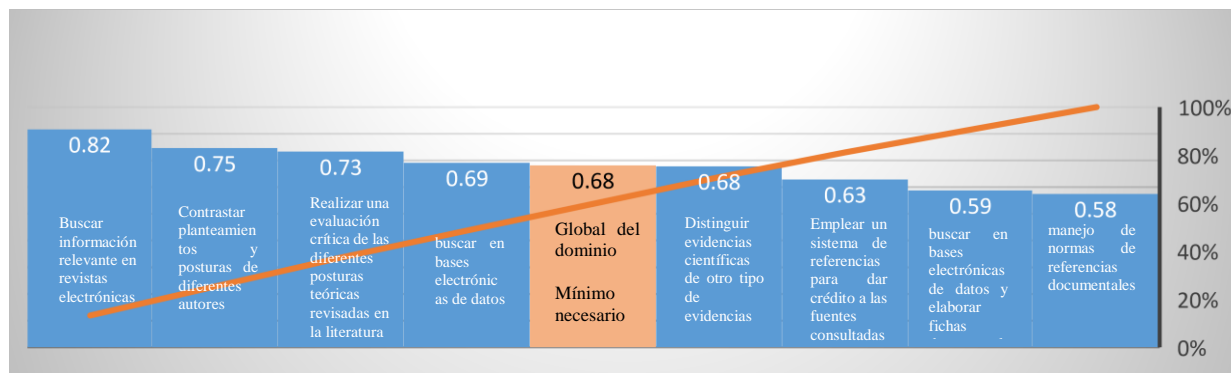 0.82
Buscar
información
relevante en
revistas
electrónicas
0.75
Contrastar
planteamien
tos y
posturas de
diferentes
autores
0.73
Realizar una
evaluación
crítica de las
diferentes
posturas
teóricas
revisadas en
la literatura
0.69
buscar en
bases
electrónic
as de datos
0.68
Global del
dominio
Mínimo
necesario
0.68
Distinguir
evidencias
científicas
de otro tipo
de
evidencias
0.63
Emplear un
sistema de
referencias
para dar
crédito a las
fuentes
consultadas
0.59
buscar en
bases
electrónicas
de datos y
elaborar
fichas
0.58
manejo de
normas de
referencias
documentales
100%
80%
60%
40%
20%
0%